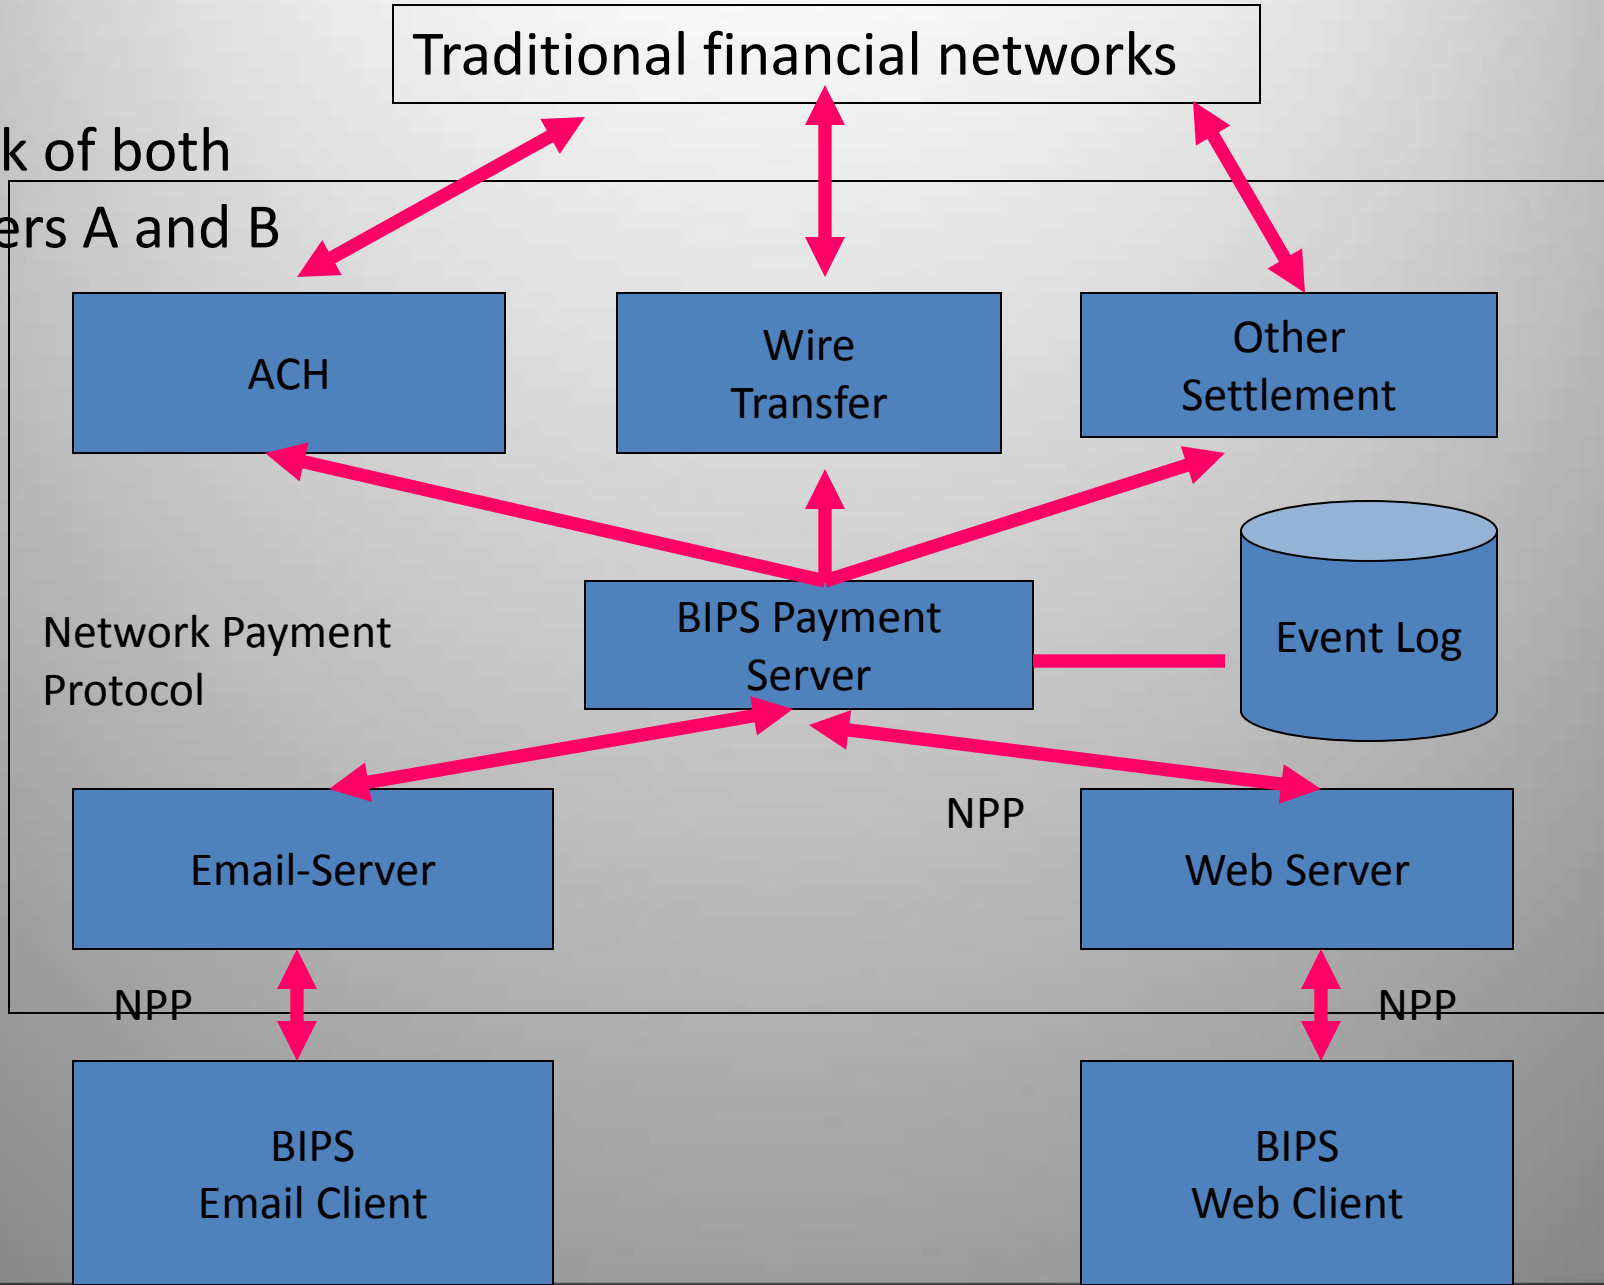 Traditional financial networks
k of both
ers A and B
ACH
Wire
Transfer
Other
Settlement
Network Payment
Protocol
BIPS Payment
Server
Event Log
NPP
Email-Server
Web Server
NPP
NPP
BIPS
Email Client
BIPS
Web Client